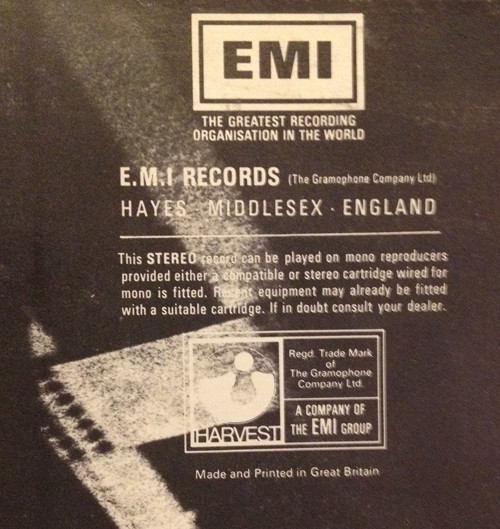 EMI
THE GREATEST RECORDING
ORGANISATION IN THE WORLD
E.M.I RECORDS (The Gramophone Company Ltd)
HAYES · MIDDLESEX · ENGLAND
This STEREO record can be played on mono reproducers
provided either a compatible or stereo cartridge wired for
mono is fitted. Recent equipment may already be fitted
with a suitable cartridge. If in doubt consult your dealer.
HARVEST
Regd. Trade Mark
of
The Gramophone
Company Ltd.
A COMPANY OF
THE EMI GROUP
Made and Printed in Great Britain